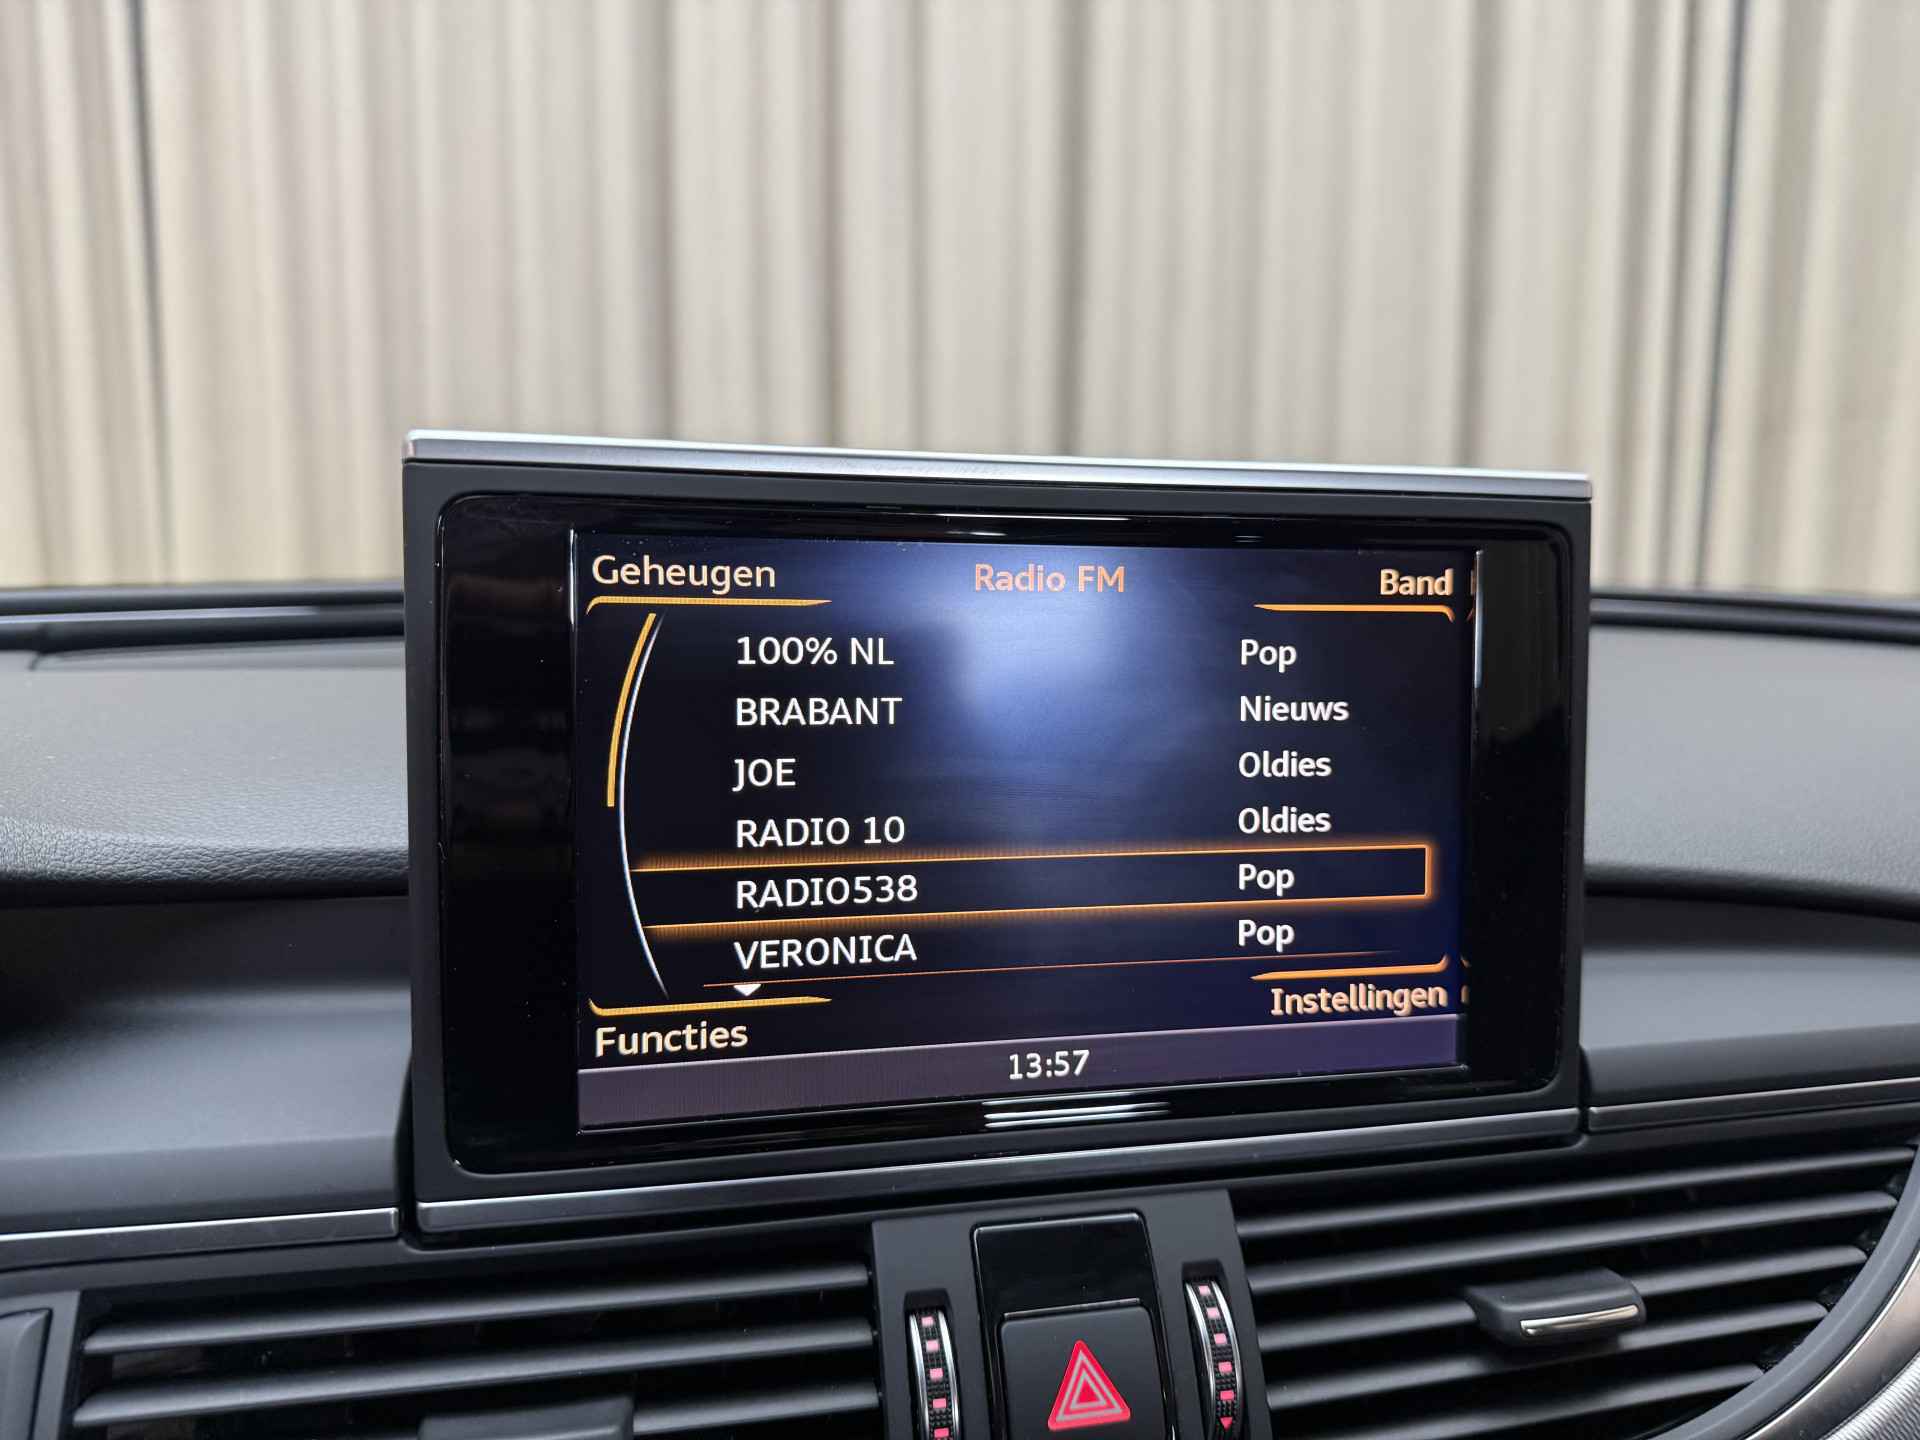 Geheugen Radio FM Band
100% NL Pop
BRABANT Nieuws
JOE Oldies
RADIO 10 Oldies
RADIO538 Pop
VERONICA Pop
Functies Instellingen
13:57